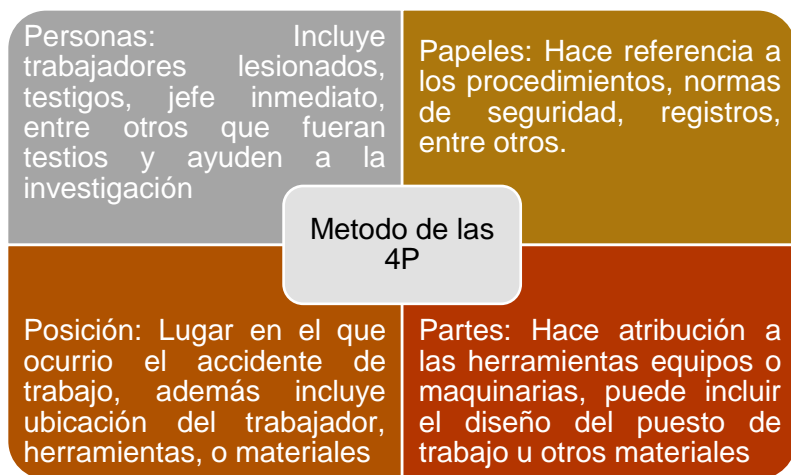 Personas: Incluye
trabajadores lesionados,
testigos, jefe inmediato,
entre otros que fueran
testios y ayuden a la
investigación
Papeles: Hace referencia a
los procedimientos, normas
de seguridad, registros,
entre otros.
Metodo de las
4P
Posición: Lugar en el que
ocurrio el accidente de
trabajo, además incluye
ubicación del trabajador,
herramientas, o materiales
Partes: Hace atribución a
las herramientas equipos o
maquinarias, puede incluir
el diseño del puesto de
trabajo u otros materiales